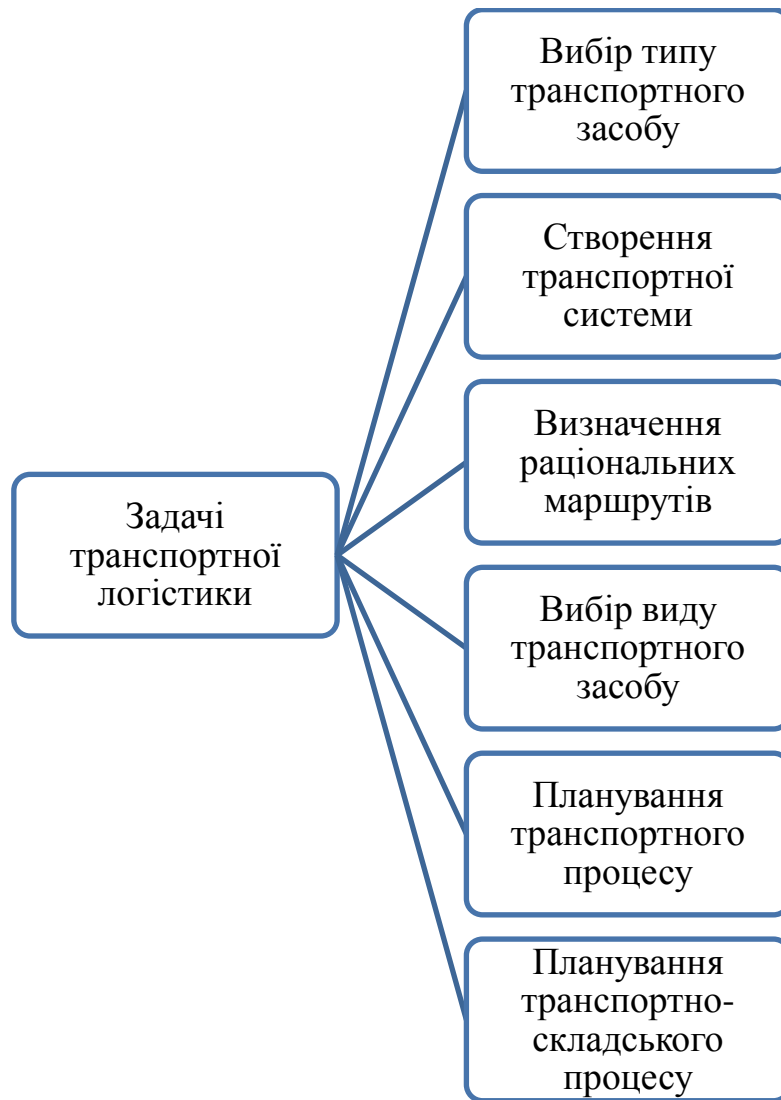 Вибір типу
транспортного
засобу
Створення
транспортної
системи
Визначення
раціональних
маршрутів
Задачі
транспортної
логістики
Вибір виду
транспортного
засобу
Планування
транспортного
процесу
Планування
транспортно-
складського
процесу